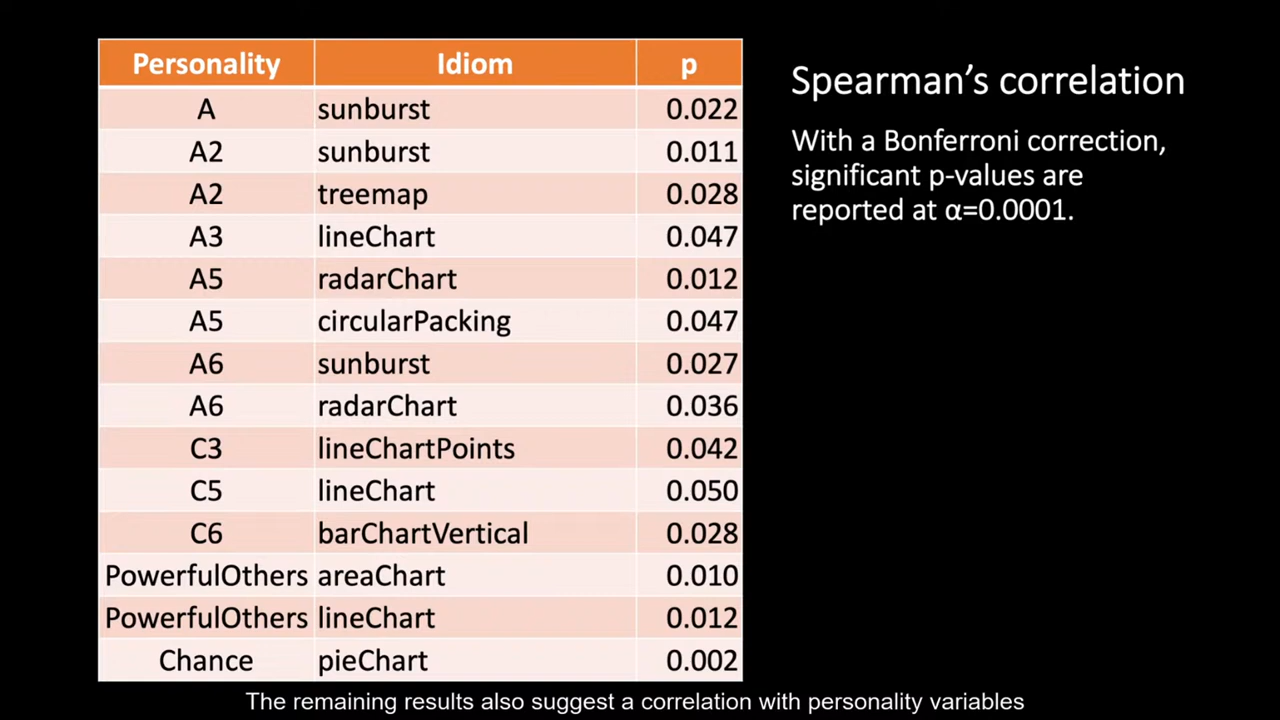 Personality Idiom p
A sunburst 0.022
A2 sunburst 0.011
A2 treemap 0.028
A3 lineChart 0.047
A5 radarChart 0.012
A5 circularPacking 0.047
A6 sunburst 0.027
A6 radarChart 0.036
C3 lineChartPoints 0.042
C5 lineChart 0.050
C6 barChartVertical 0.028
PowerfulOthers areaChart 0.010
PowerfulOthers lineChart 0.012
Chance pieChart 0.002
Spearman’s correlation
With a Bonferroni correction,
significant p-values are
reported at α=0.0001.
The remaining results also suggest a correlation with personality variables